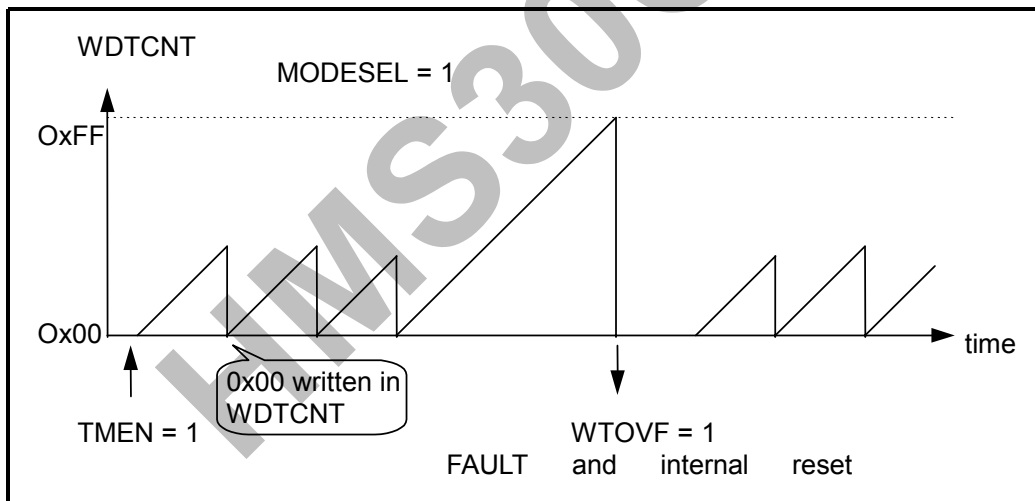 WDTCNT
MODESEL = 1
OxFF
Ox00
time
0x00 written in
WDTCNT
TMEN = 1
WTOVF = 1
FAULT and internal reset